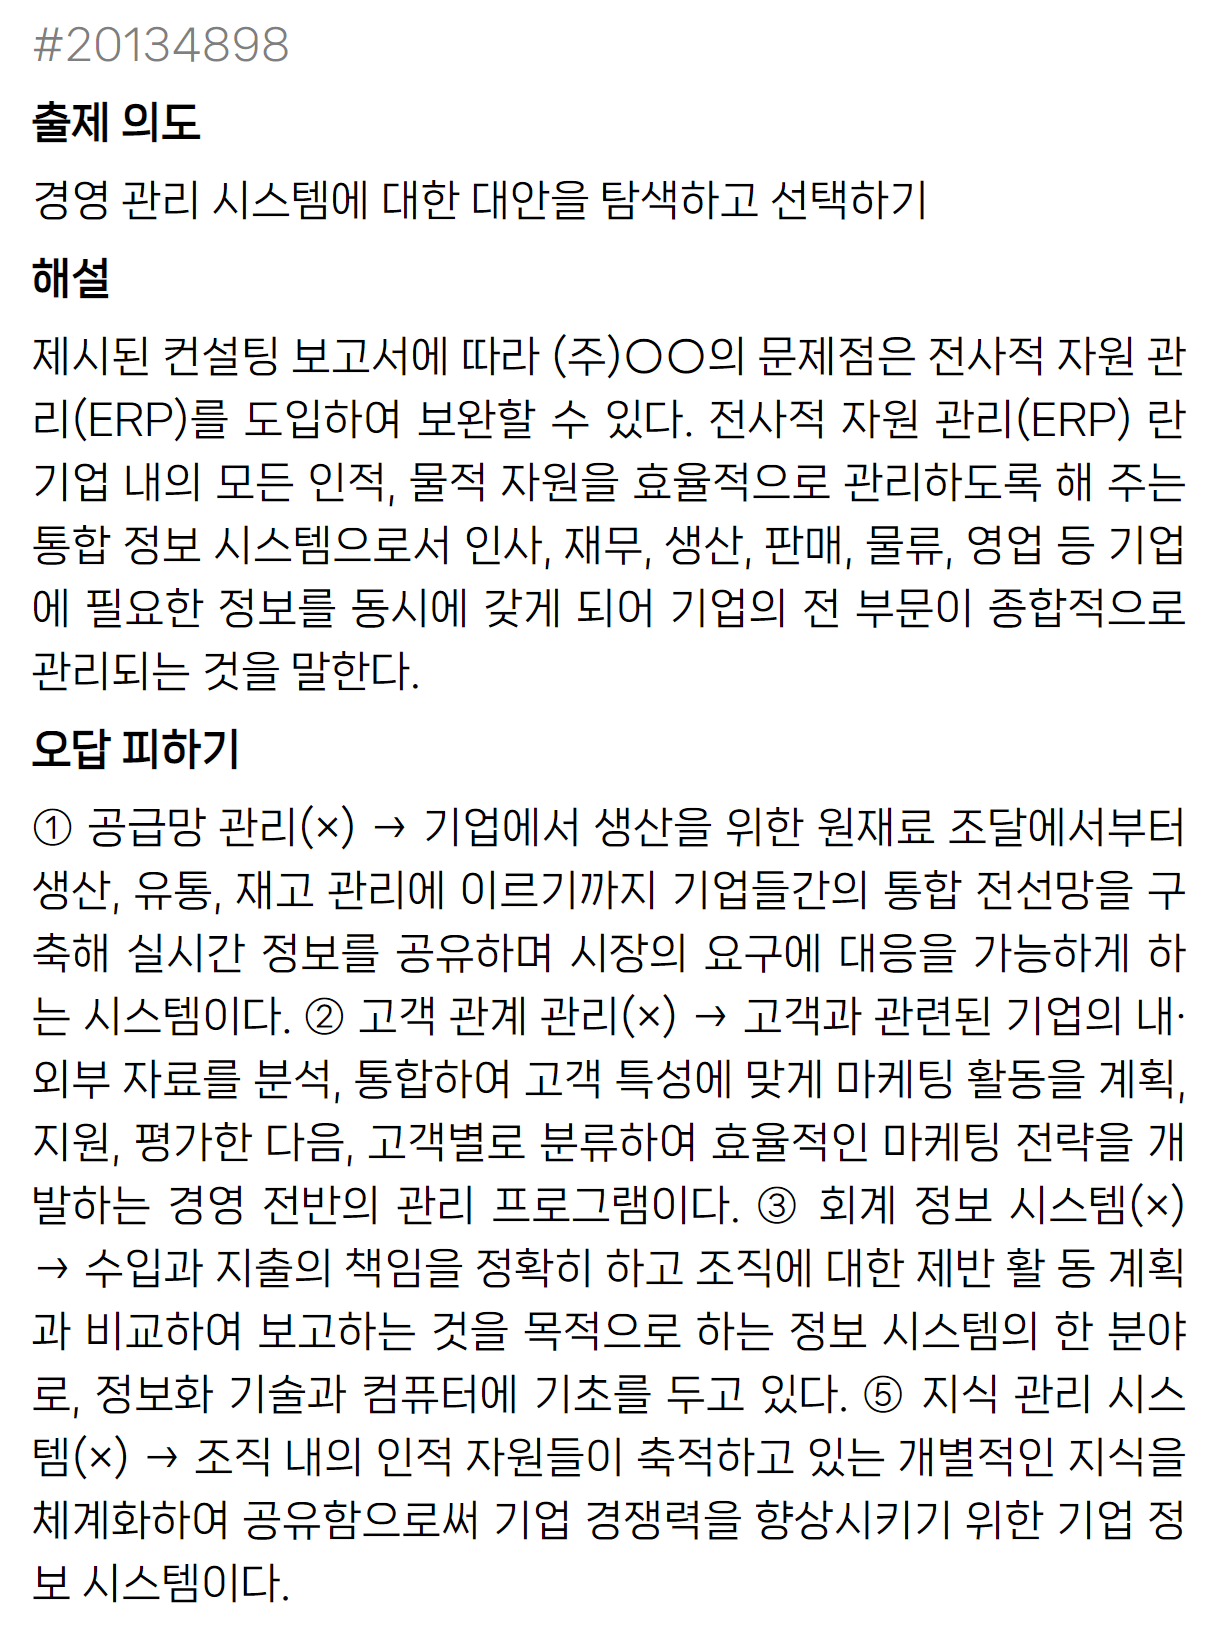 #20134898
출제 의도
경영 관리 시스템에 대한 대안을 탐색하고 선택하기
해설
제시된 컨설팅 보고서에 따라 (주)○○의 문제점은 전사적 자원 관
리(ERP)를 도입하여 보완할 수 있다. 전사적 자원 관리(ERP) 란
기업 내의 모든 인적, 물적 자원을 효율적으로 관리하도록 해 주는
통합 정보 시스템으로서 인사, 재무, 생산, 판매, 물류, 영업 등 기업
에 필요한 정보를 동시에 갖게 되어 기업의 전 부문이 종합적으로
관리되는 것을 말한다.
오답 피하기
① 공급망 관리(×) → 기업에서 생산을 위한 원재료 조달에서부터
생산, 유통, 재고 관리에 이르기까지 기업들간의 통합 전선망을 구
축해 실시간 정보를 공유하며 시장의 요구에 대응을 가능하게 하
는 시스템이다. ② 고객 관계 관리(×) → 고객과 관련된 기업의 내·
외부 자료를 분석, 통합하여 고객 특성에 맞게 마케팅 활동을 계획,
지원, 평가한 다음, 고객별로 분류하여 효율적인 마케팅 전략을 개
발하는 경영 전반의 관리 프로그램이다. ③ 회계 정보 시스템(×)
→ 수입과 지출의 책임을 정확히 하고 조직에 대한 제반 활 동 계획
과 비교하여 보고하는 것을 목적으로 하는 정보 시스템의 한 분야
로, 정보화 기술과 컴퓨터에 기초를 두고 있다. ⑤ 지식 관리 시스
템(×) → 조직 내의 인적 자원들이 축적하고 있는 개별적인 지식을
체계화하여 공유함으로써 기업 경쟁력을 향상시키기 위한 기업 정
보 시스템이다.